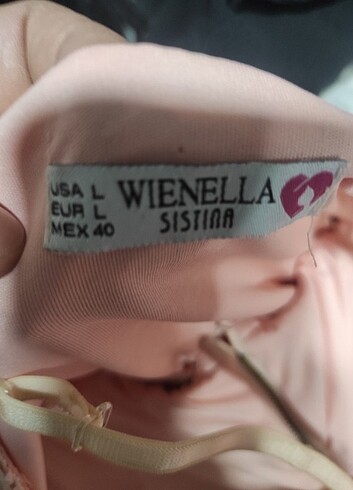 USA L
EUR L
MEX 40
WIENELLA
SISTINA